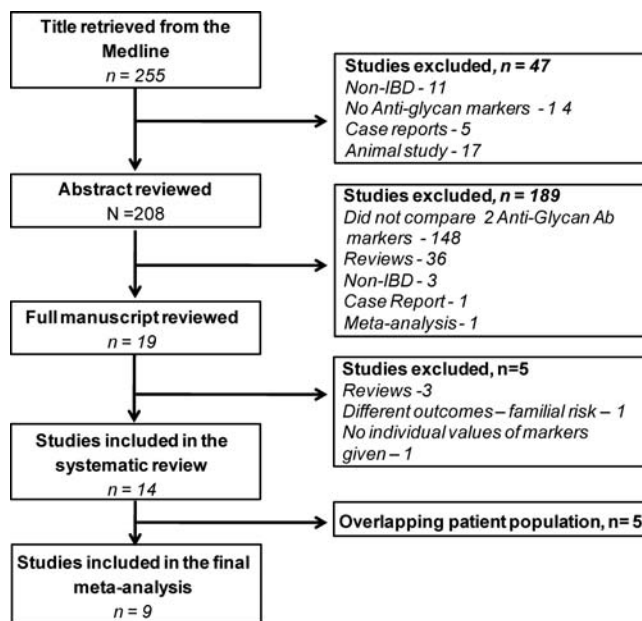 Title retrieved from the
Medline
n = 255
Studies excluded, n = 47
Non-IBD - 11
No Anti-glycan markers - 1 4
Case reports - 5
Animal study - 17
Abstract reviewed
N =208
Studies excluded, n = 189
Did not compare 2 Anti-Glycan Ab
markers - 148
Reviews - 36
Non-IBD - 3
Case Report - 1
Meta-analysis - 1
Full manuscript reviewed
n = 19
Studies excluded, n=5
Reviews -3
Different outcomes – familial risk – 1
No individual values of markers
given – 1
Studies included in the
systematic review
n = 14
Overlapping patient population, n= 5
Studies included in the final
meta-analysis
n = 9